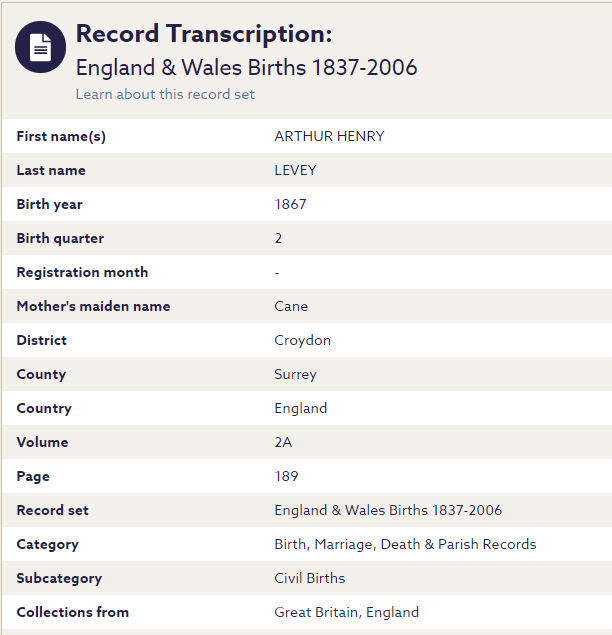 Record Transcription:
England & Wales Births 1837-2006
Learn about this record set
First name(s) ARTHUR HENRY
Last name LEVEY
Birth year 1867
Birth quarter 2
Registration month -
Mother's maiden name Cane
District Croydon
County Surrey
Country England
Volume 2A
Page 189
Record set England & Wales Births 1837-2006
Category Birth, Marriage, Death & Parish Records
Subcategory Civil Births
Collections from Great Britain, England